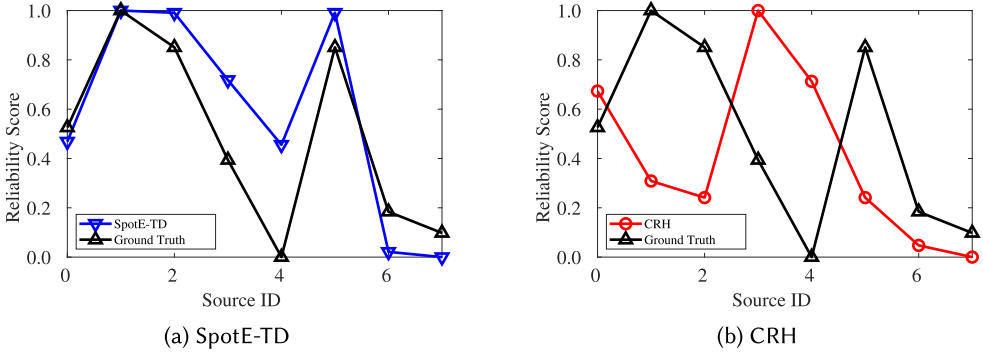 1.0
0.8
0.6
0.4
0.2
0.0
Reliability Score
SpotE-TD
Ground Truth
0 2 4 6
Source ID
(a) SpotE-TD
1.0
0.8
0.6
0.4
0.2
0.0
Reliability Score
CRH
Ground Truth
0 2 4 6
Source ID
(b) CRH